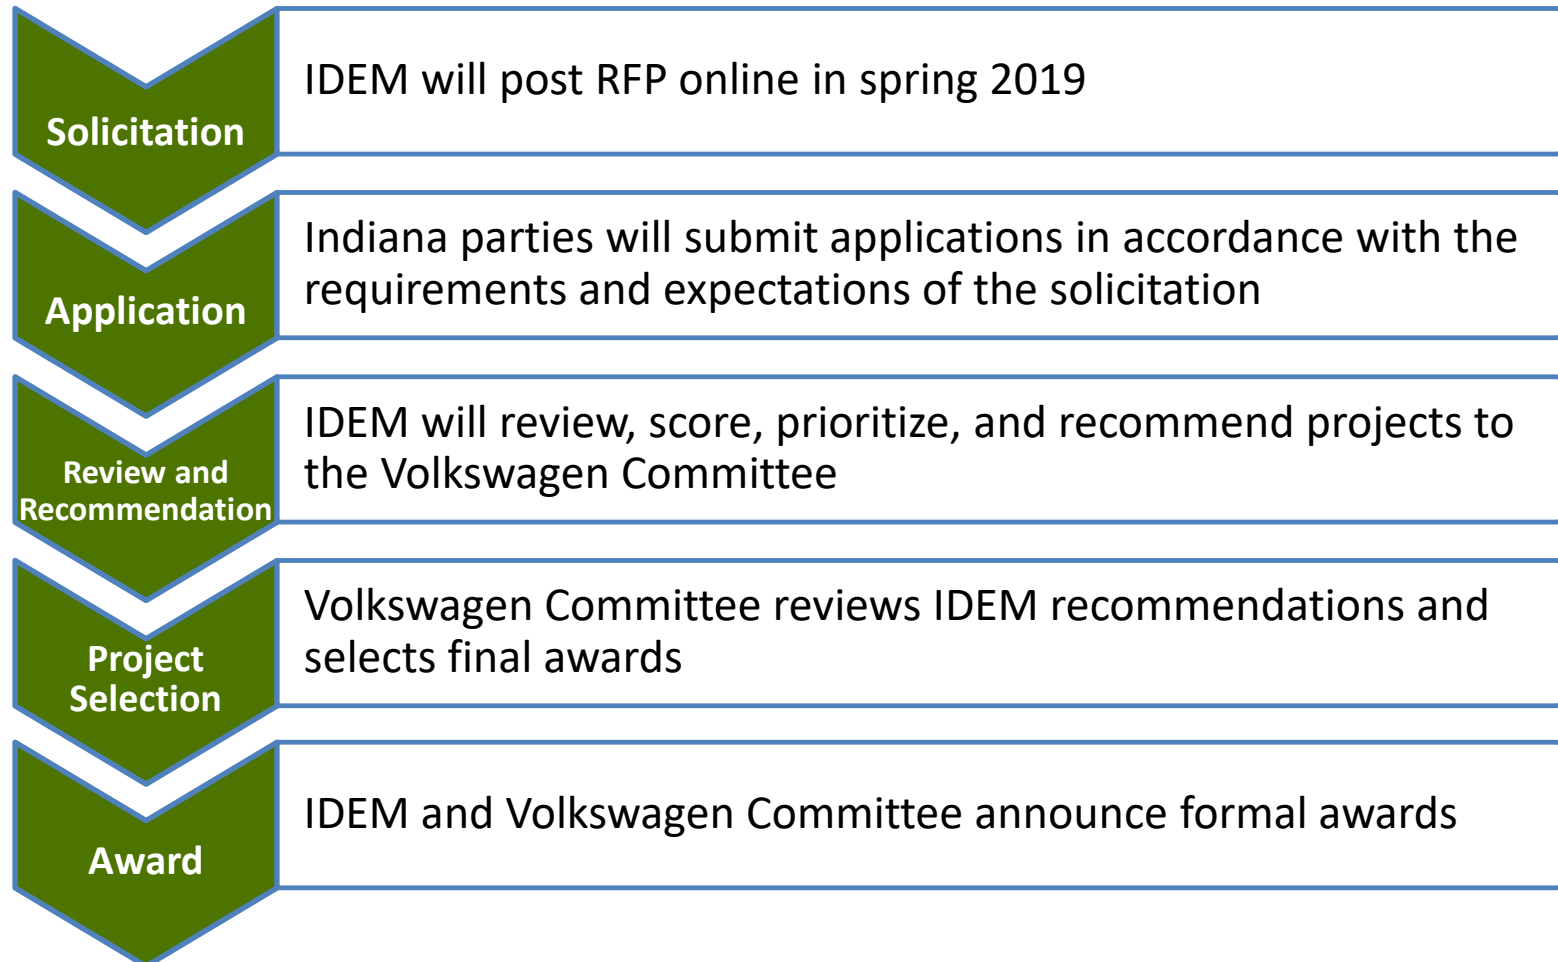 Solicitation
IDEM will post RFP online in spring 2019
Application
Indiana parties will submit applications in accordance with the
requirements and expectations of the solicitation
Review and
Recommendation
IDEM will review, score, prioritize, and recommend projects to
the Volkswagen Committee
Project
Selection
Volkswagen Committee reviews IDEM recommendations and
selects final awards
Award
IDEM and Volkswagen Committee announce formal awards